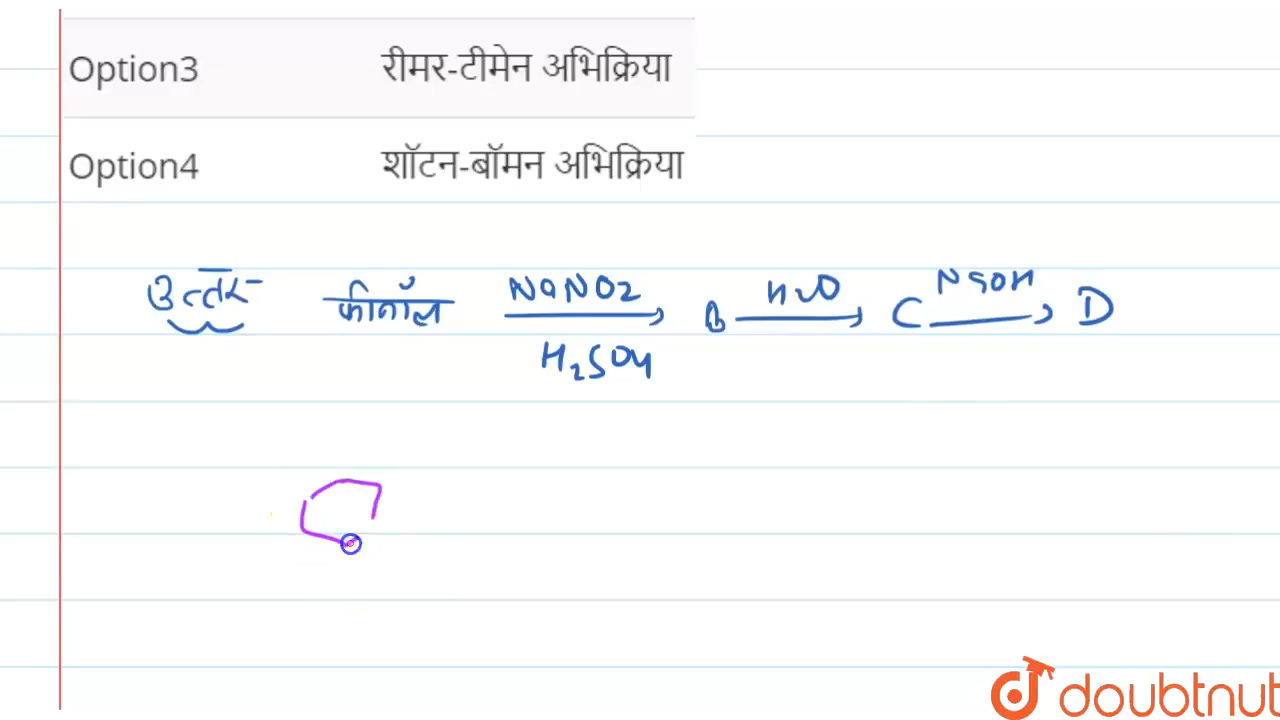 Option3 रीमर-टीमेन अभिक्रिया
Option4 शॉटन-बॉमन अभिक्रिया
उत्तर- फीनॉल NaNO2 H2SO4 B H2O C NaOH D
doubtnut